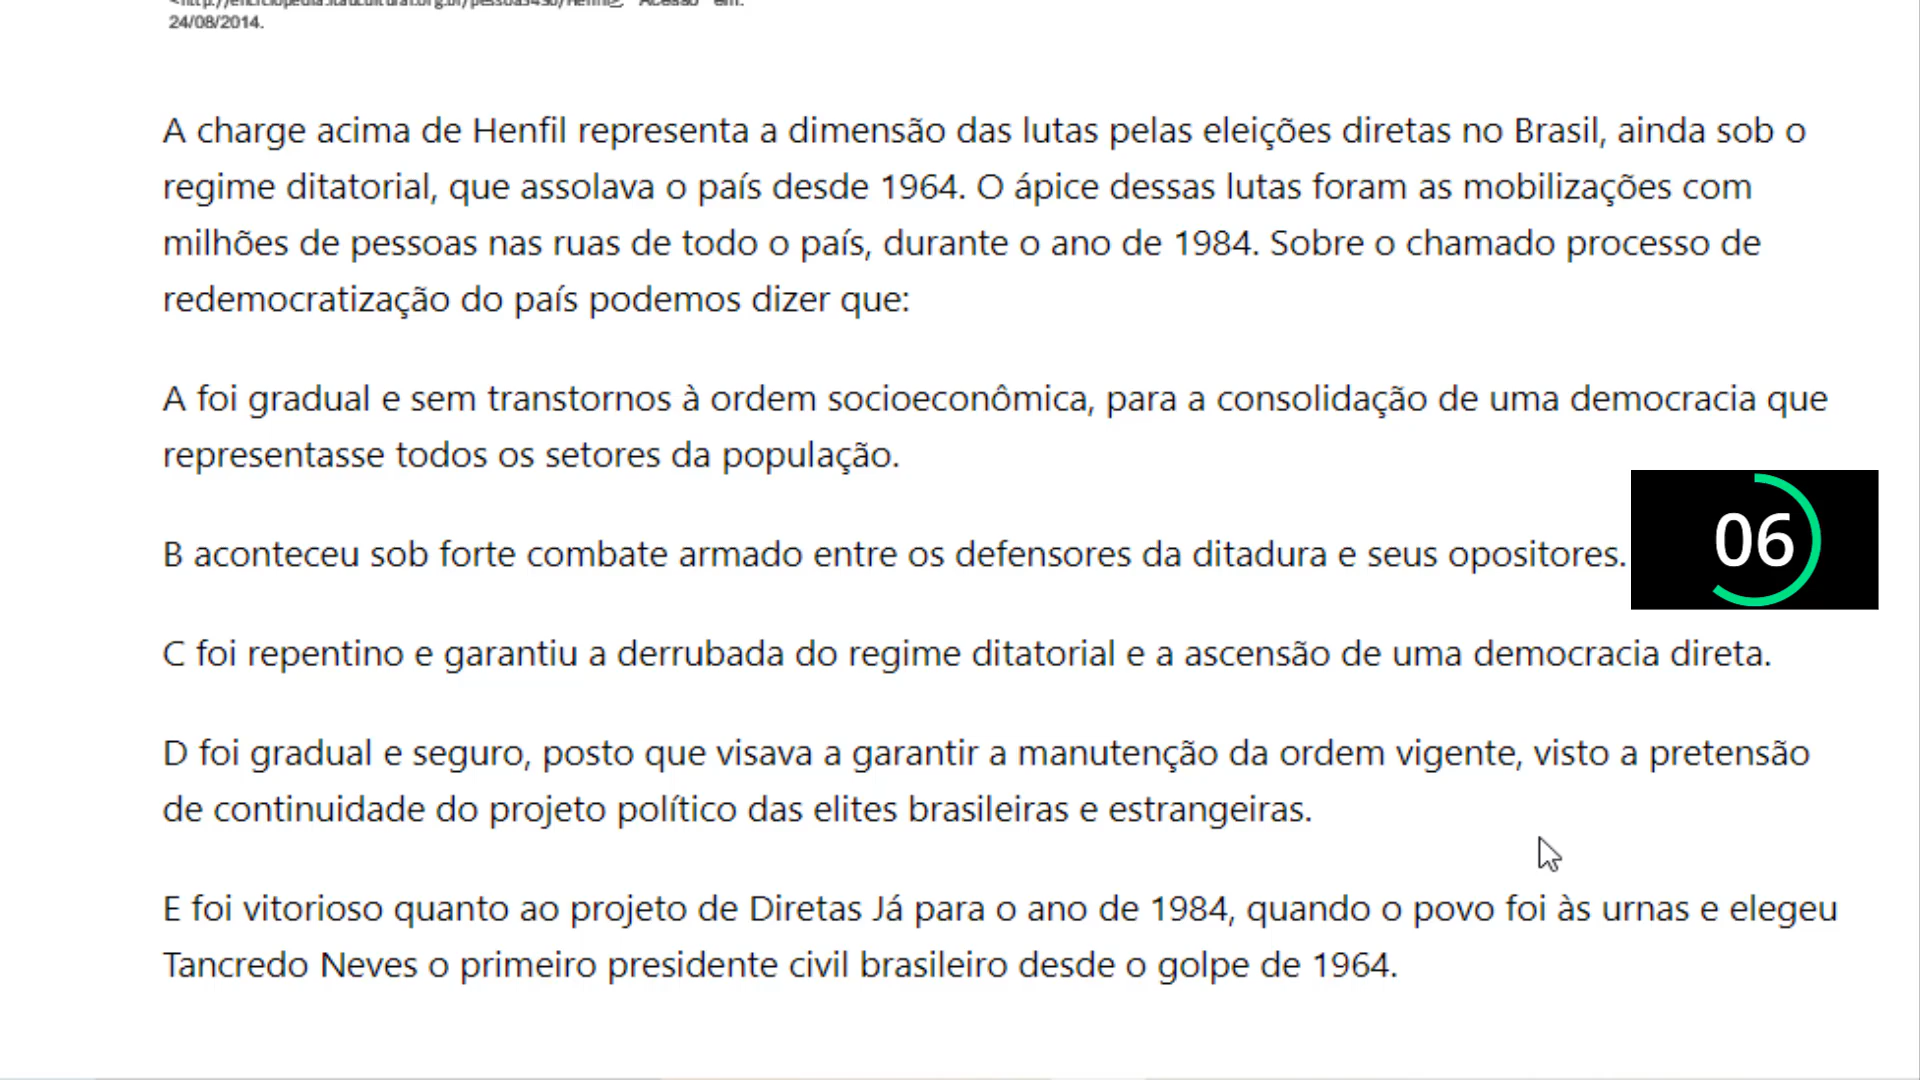 24/08/2014.
A charge acima de Henfil representa a dimensão das lutas pelas eleições diretas no Brasil, ainda sob o
regime ditatorial, que assolava o país desde 1964. O ápice dessas lutas foram as mobilizações com
milhões de pessoas nas ruas de todo o país, durante o ano de 1984. Sobre o chamado processo de
redemocratização do país podemos dizer que:
A foi gradual e sem transtornos à ordem socioeconômica, para a consolidação de uma democracia que
representasse todos os setores da população.
B aconteceu sob forte combate armado entre os defensores da ditadura e seus opositores.
06
C foi repentino e garantiu a derrubada do regime ditatorial e a ascensão de uma democracia direta.
D foi gradual e seguro, posto que visava a garantir a manutenção da ordem vigente, visto a pretensão
de continuidade do projeto político das elites brasileiras e estrangeiras.
E foi vitorioso quanto ao projeto de Diretas Já para o ano de 1984, quando o povo foi às urnas e elegeu
Tancredo Neves o primeiro presidente civil brasileiro desde o golpe de 1964.